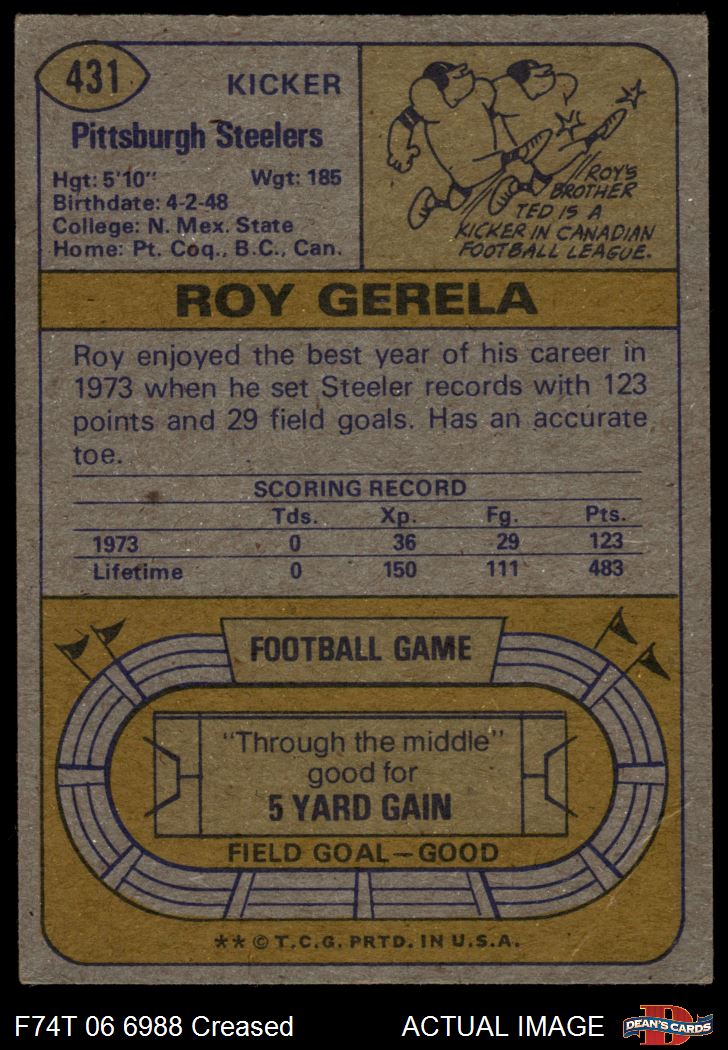 431
KICKER
Pittsburgh Steelers
Hgt: 5'10" Wgt: 185
Birthdate: 4-2-48
College: N. Mex. State
Home: Pt. Coq., B.C., Can.
ROY'S
BROTHER
TED IS A
KICKER IN CANADIAN
FOOTBALL LEAGUE.
ROY GERELA
Roy enjoyed the best year of his career in
1973 when he set Steeler records with 123
points and 29 field goals. Has an accurate
toe.
SCORING RECORD
Tds. Xp. Fg. Pts.
1973 0 36 29 123
Lifetime 0 150 111 483
FOOTBALL GAME
"Through the middle"
good for
5 YARD GAIN
FIELD GOAL—GOOD
** © T.C.G. PRTD. IN U.S.A.
F74T 06 6988 Creased ACTUAL IMAGE
D
DEAN'S CARDS